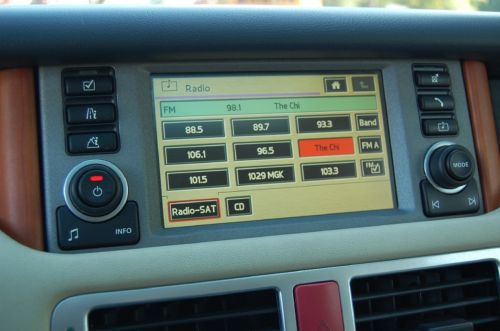 Radio
FM 98.1 The Chi
88.5 89.7 93.3 Band
106.1 96.5 The Chi FM A
101.5 1029 MGK 103.3 FM
Radio-SAT CD
INFO
MODE